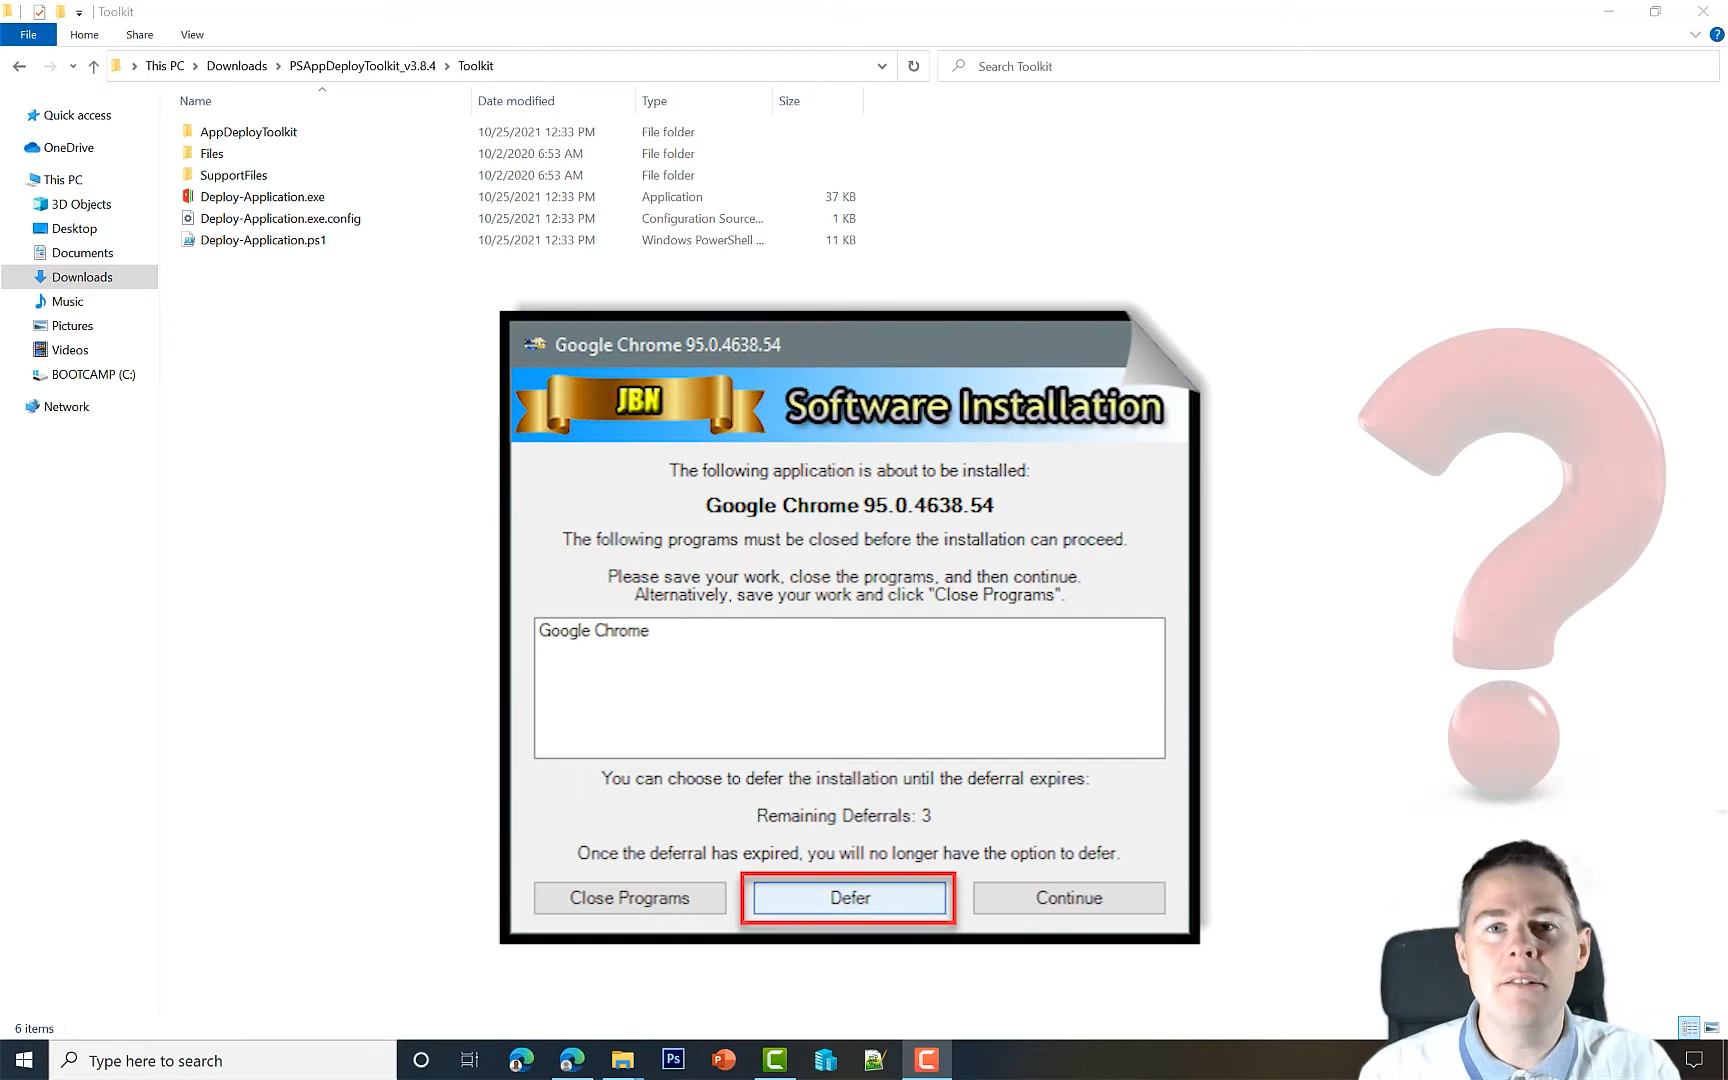 Toolkit
File Home Share View
This PC Downloads PSAppDeployToolkit_v3.8.4 Toolkit
Search Toolkit
Name Date modified Type Size
Quick access
OneDrive
This PC
3D Objects
Desktop
Documents
Downloads
Music
Pictures
Videos
BOOTCAMP (C:)
Network
AppDeployToolkit 10/25/2021 12:33 PM File folder
Files 10/2/2020 6:53 AM File folder
SupportFiles 10/2/2020 6:53 AM File folder
Deploy-Application.exe 10/25/2021 12:33 PM Application 37 KB
Deploy-Application.exe.config 10/25/2021 12:33 PM Configuration Source... 1 KB
Deploy-Application.ps1 10/25/2021 12:33 PM Windows PowerShell ... 11 KB
Google Chrome 95.0.4638.54
JBN Software Installation
The following application is about to be installed:
Google Chrome 95.0.4638.54
The following programs must be closed before the installation can proceed.
Please save your work, close the programs, and then continue.
Alternatively, save your work and click "Close Programs".
Google Chrome
You can choose to defer the installation until the deferral expires:
Remaining Deferrals: 3
Once the deferral has expired, you will no longer have the option to defer.
Close Programs Defer Continue
6 items
Type here to search
Ps